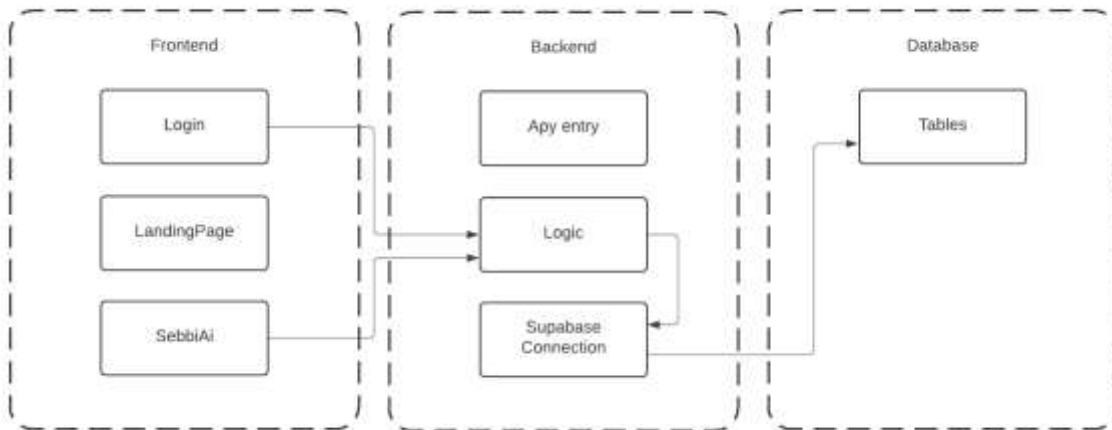 Frontend
Backend
Database
Login
Apy entry
Tables
LandingPage
Logic
SebbiAi
Supabase
Connection